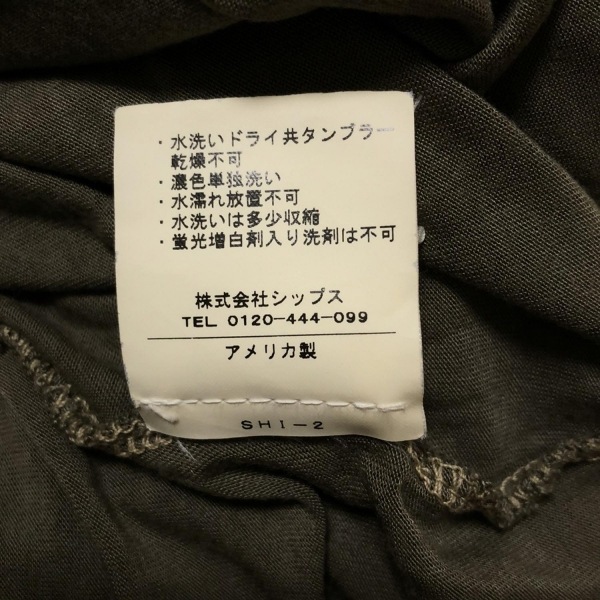 ・水洗いドライ共タンブラー
乾燥不可
・濃色単独洗い
・水濡れ放置不可
・水洗いは多少収縮
・蛍光増白剤入り洗剤は不可
株式会社シップス
TEL 0120-444-099
アメリカ製
SHI-2